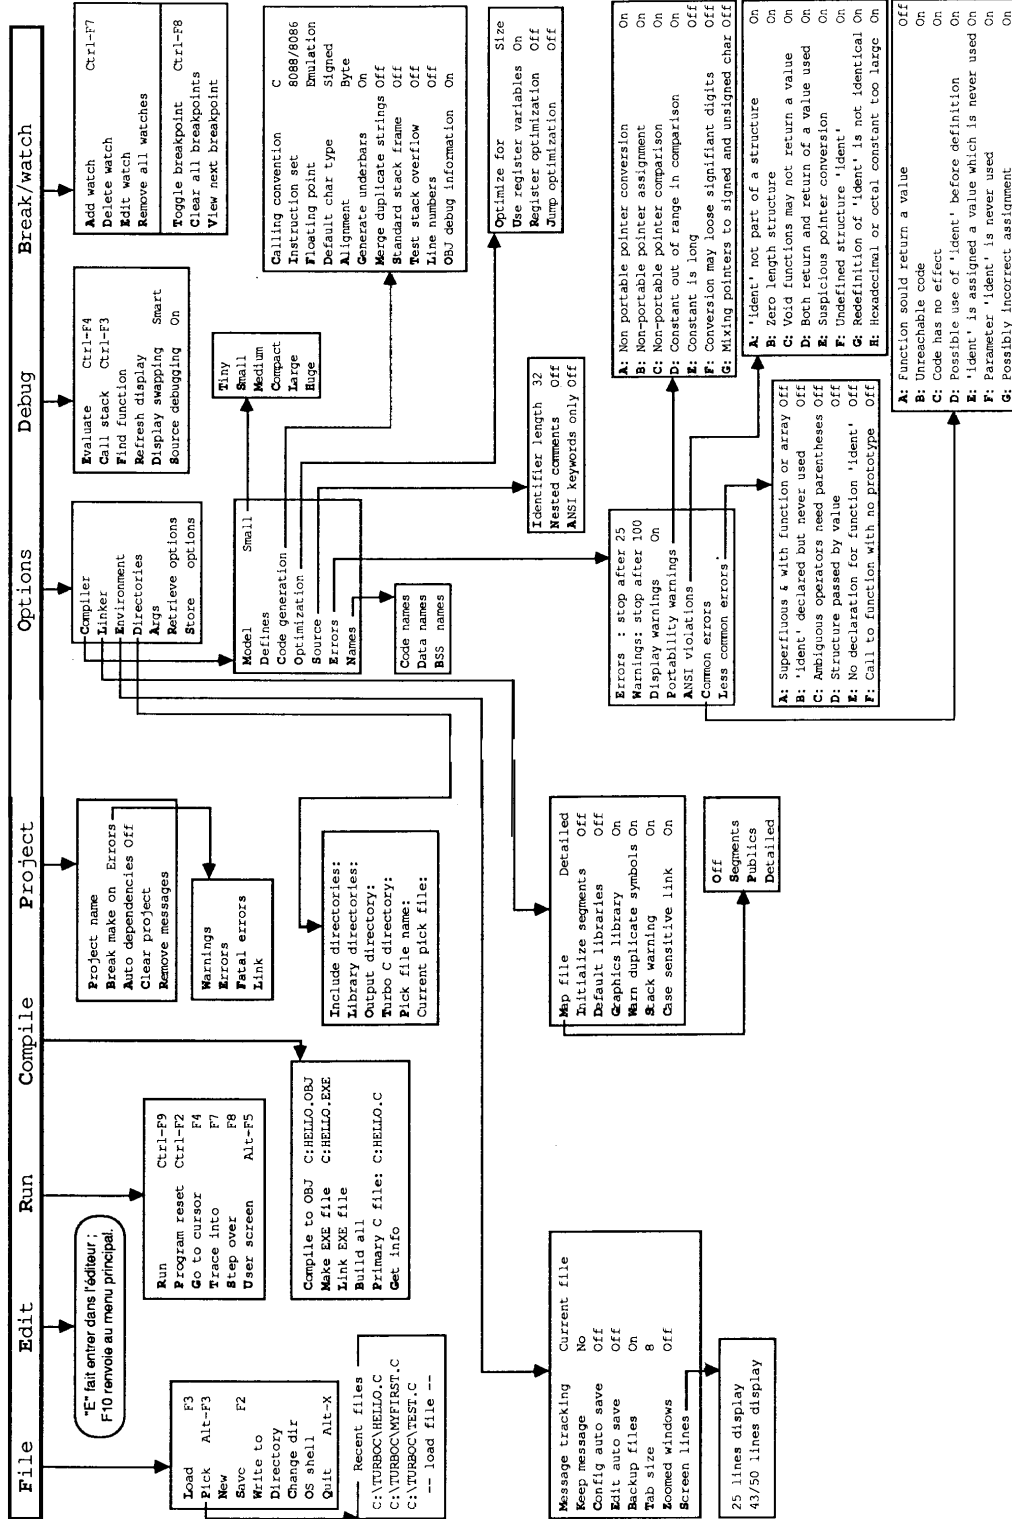 File Edit Run Compile Project Options Debug Break/watch
"E" fait entrer dans l'éditeur ;
F10 renvoie au menu principal.
Load F3
Pick Alt-F3
New
Save F2
Write to
Directory
Change dir
OS shell
Quit Alt-X
Recent files
C:\TURBOC\HELLO.C
C:\TURBOC\MYFIRST.C
C:\TURBOC\TEST.C
-- load file --
Run Ctrl-F9
Program reset Ctrl-F2
Go to cursor F4
Trace into F7
Step over F8
User screen Alt-F5
Compile to OBJ C:HELLO.OBJ
Make EXE file C:HELLO.EXE
Link EXE file
Build all
Primary C file: C:HELLO.C
Get info
Project name
Break make on Errors
Auto dependencies Off
Clear project
Remove messages
Warnings
Errors
Fatal errors
Link
Compiler
Linker
Environment
Directories
Args
Retrieve options
Store options
Evaluate Ctrl-F4
Call stack Ctrl-F3
Find function
Refresh display
Display swapping Smart
Source debugging On
Add watch Ctrl-F7
Delete watch
Edit watch
Remove all watches
Toggle breakpoint Ctrl-F8
Clear all breakpoints
View next breakpoint
Include directories:
Library directories:
Output directory:
Turbo C directory:
Pick file name:
Current pick file:
Model Small
Defines
Code generation
Optimization
Source
Errors
Names
Tiny
Small
Medium
Compact
Large
Huge
Calling convention C
Instruction set 8088/8086
Floating point Emulation
Default char type Signed
Alignment Byte
Generate underbars On
Merge duplicate strings Off
Standard stack frame Off
Test stack overflow Off
Line numbers Off
OBJ debug information On
Code names
Data names
BSS names
Optimize for Size
Use register variables On
Register optimization Off
Jump optimization Off
Identifier length 32
Nested comments Off
ANSI keywords only Off
Message tracking Current file
Keep message No
Config auto save Off
Edit auto save Off
Backup files On
Tab size 8
Zoomed windows Off
Screen lines
25 lines display
43/50 lines display
Map file Detailed
Initialize segments Off
Default libraries Off
Graphics library On
Warn duplicate symbols On
Stack warning On
Case sensitive link On
Off
Segments
Publics
Detailed
Errors : stop after 25
Warnings: stop after 100
Display warnings On
Portability warnings
ANSI violations
Common errors
Less common errors
A: Non portable pointer conversion On
B: Non-portable pointer assignment On
C: Non-portable pointer comparison On
D: Constant out of range in comparison On
E: Constant is long Off
F: Conversion may loose signifiant digits Off
G: Mixing pointers to signed and unsigned char Off
A: 'ident' not part of a structure On
B: Zero length structure On
C: Void functions may not return a value On
D: Both return and return of a value used On
E: Suspicious pointer conversion On
F: Undefined structure 'ident' On
G: Redefinition of 'ident' is not identical On
H: Hexadecimal or octal constant too large On
A: Superfluous & with function or array Off
B: 'ident' declared but never used Off
C: Ambiguous operators need parentheses Off
D: Structure passed by value Off
E: No declaration for function 'ident' Off
F: Call to function with no prototype Off
A: Function sould return a value Off
B: Unreachable code On
C: Code has no effect On
D: Possible use of 'ident' before definition On
E: 'ident' is assigned a value which is never used On
F: Parameter 'ident' is never used On
G: Possibly incorrect assignment On